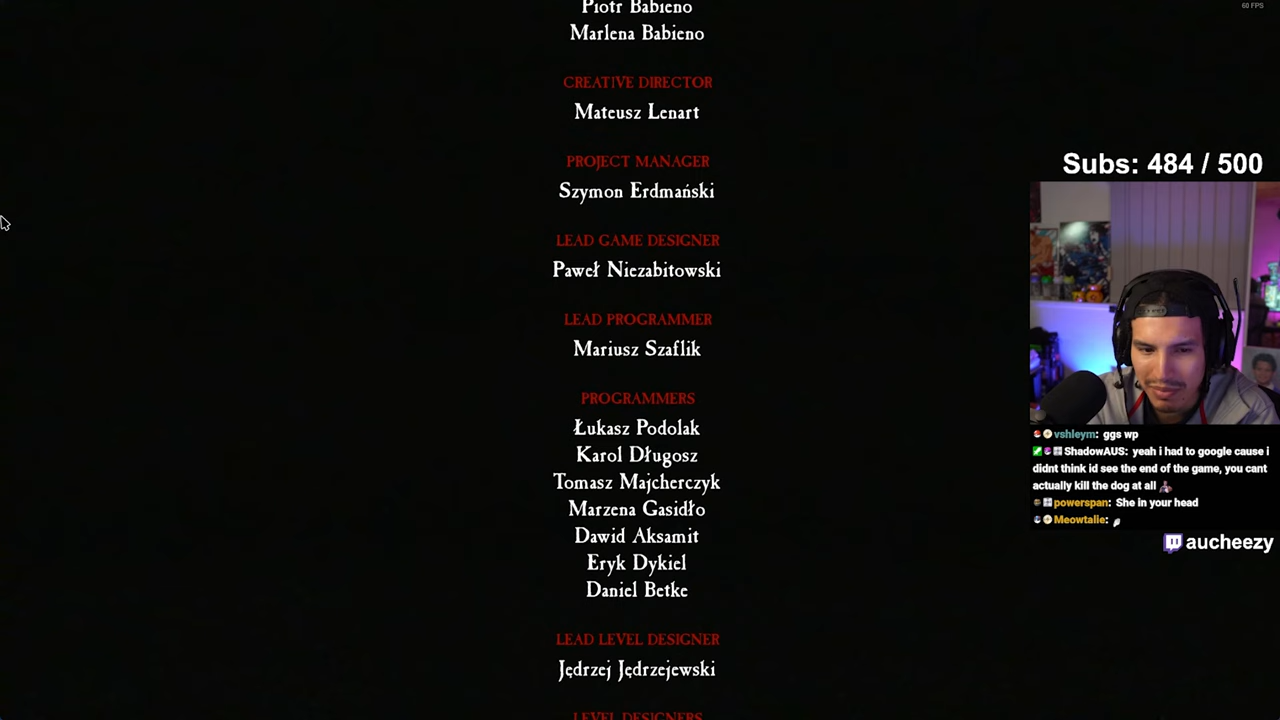 60 FPS
Piotr Babieno
Marlena Babieno
CREATIVE DIRECTOR
Mateusz Lenart
PROJECT MANAGER
Szymon Erdmański
LEAD GAME DESIGNER
Paweł Niezabitowski
LEAD PROGRAMMER
Mariusz Szaflik
PROGRAMMERS
Łukasz Podolak
Karol Długosz
Tomasz Majcherczyk
Marzena Gasidło
Dawid Aksamit
Eryk Dykiel
Daniel Betke
LEAD LEVEL DESIGNER
Jędrzej Jędrzejewski
LEVEL DESIGNERS
Subs: 484 / 500
vshleym: ggs wp
ShadowAUS: yeah i had to google cause i
didnt think id see the end of the game, you cant
actually kill the dog at all
powerspan: She in your head
Meowtalie:
aucheezy